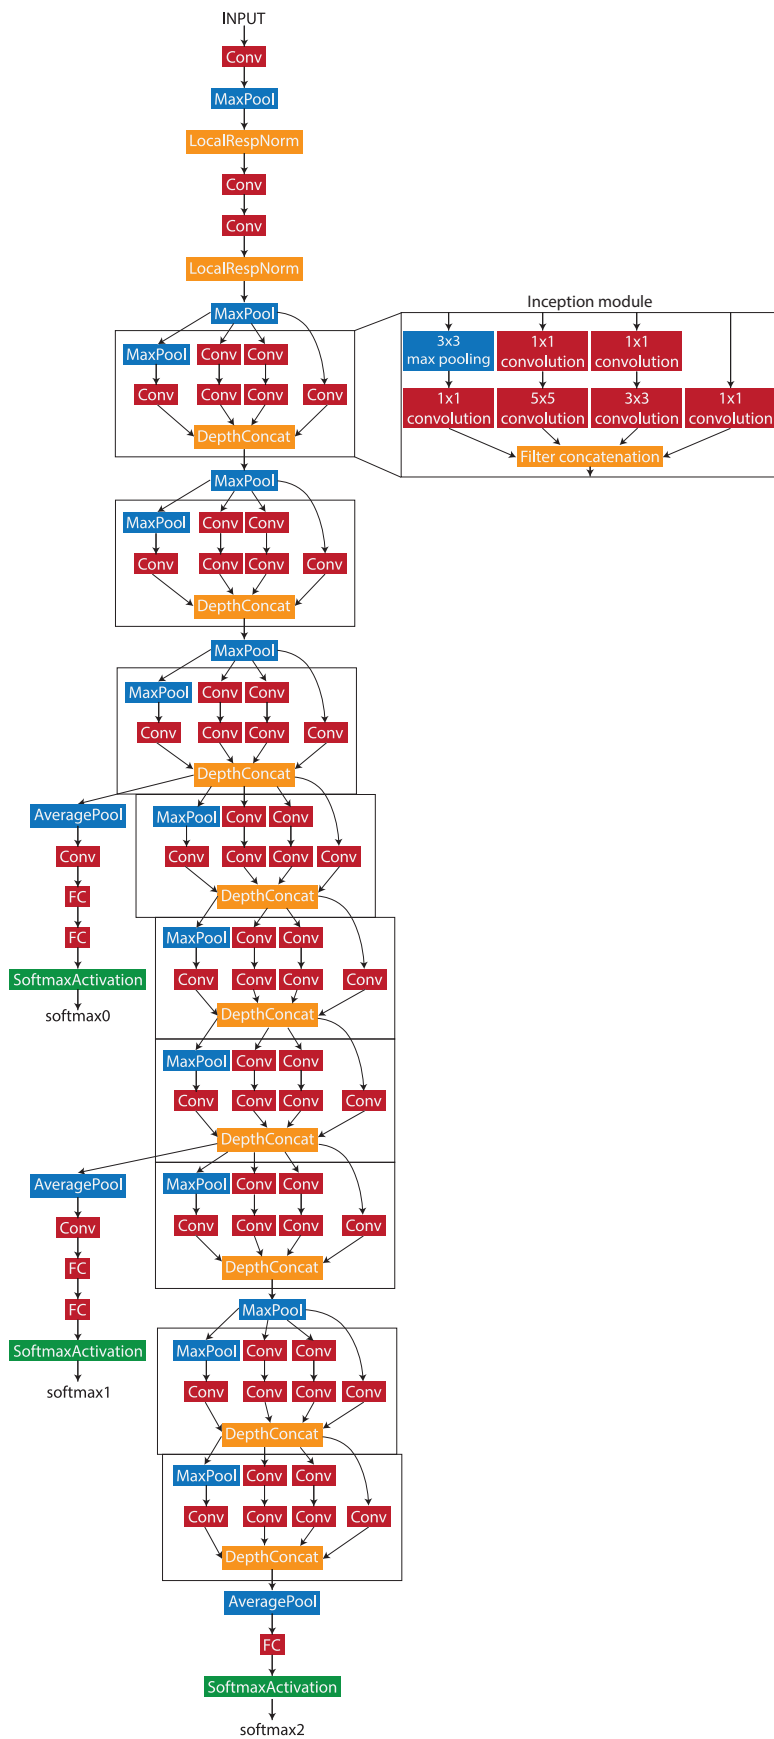 INPUT
Conv
MaxPool
LocalRespNorm
Conv
Conv
LocalRespNorm
MaxPool
MaxPool Conv Conv
Conv Conv Conv Conv
DepthConcat
Inception module
3x3 max pooling
1x1 convolution
1x1 convolution
1x1 convolution
5x5 convolution
3x3 convolution
1x1 convolution
Filter concatenation
MaxPool
MaxPool Conv Conv
Conv Conv Conv Conv
DepthConcat
MaxPool
MaxPool Conv Conv
Conv Conv Conv Conv
DepthConcat
AveragePool
Conv
FC
FC
SoftmaxActivation
softmax0
MaxPool Conv Conv
Conv Conv Conv Conv
DepthConcat
MaxPool Conv Conv
Conv Conv Conv Conv
DepthConcat
MaxPool Conv Conv
Conv Conv Conv Conv
DepthConcat
AveragePool
Conv
FC
FC
SoftmaxActivation
softmax1
MaxPool Conv Conv
Conv Conv Conv Conv
DepthConcat
MaxPool
MaxPool Conv Conv
Conv Conv Conv Conv
DepthConcat
MaxPool Conv Conv
Conv Conv Conv Conv
DepthConcat
AveragePool
FC
SoftmaxActivation
softmax2